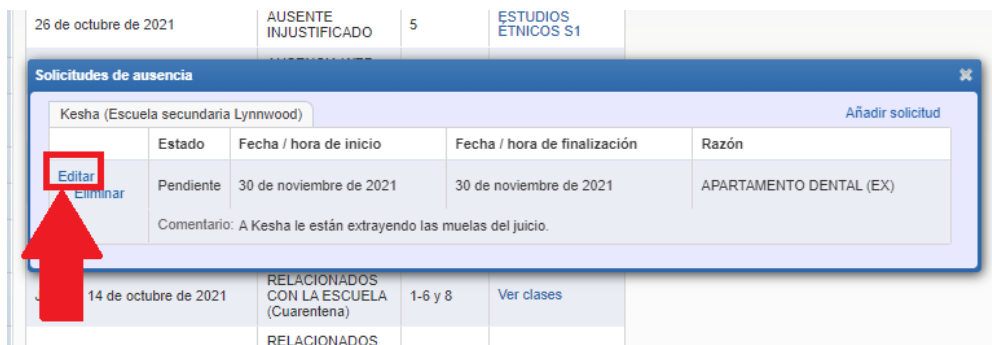 26 de octubre de 2021
AUSENTE
INJUSTIFICADO
5
ESTUDIOS
ÉTNICOS S1
Solicitudes de ausencia
Kesha (Escuela secundaria Lynnwood)
Añadir solicitud
Estado
Fecha / hora de inicio
Fecha / hora de finalización
Razón
Editar
Eliminar
Pendiente
30 de noviembre de 2021
30 de noviembre de 2021
APARTAMENTO DENTAL (EX)
Comentario: A Kesha le están extrayendo las muelas del juicio.
14 de octubre de 2021
RELACIONADOS
CON LA ESCUELA
(Cuarentena)
1-6 y 8
Ver clases
RELACIONADOS